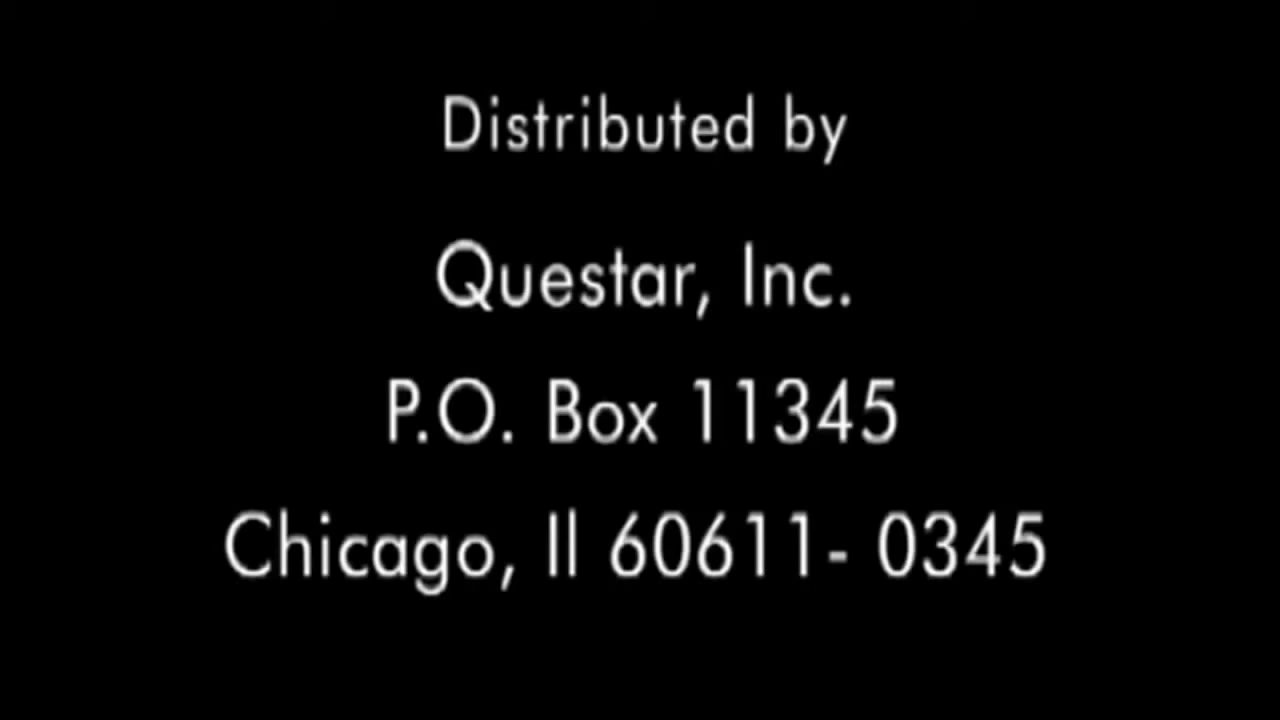 Distributed by
Questar, Inc.
P.O. Box 11345
Chicago, Il 60611- 0345